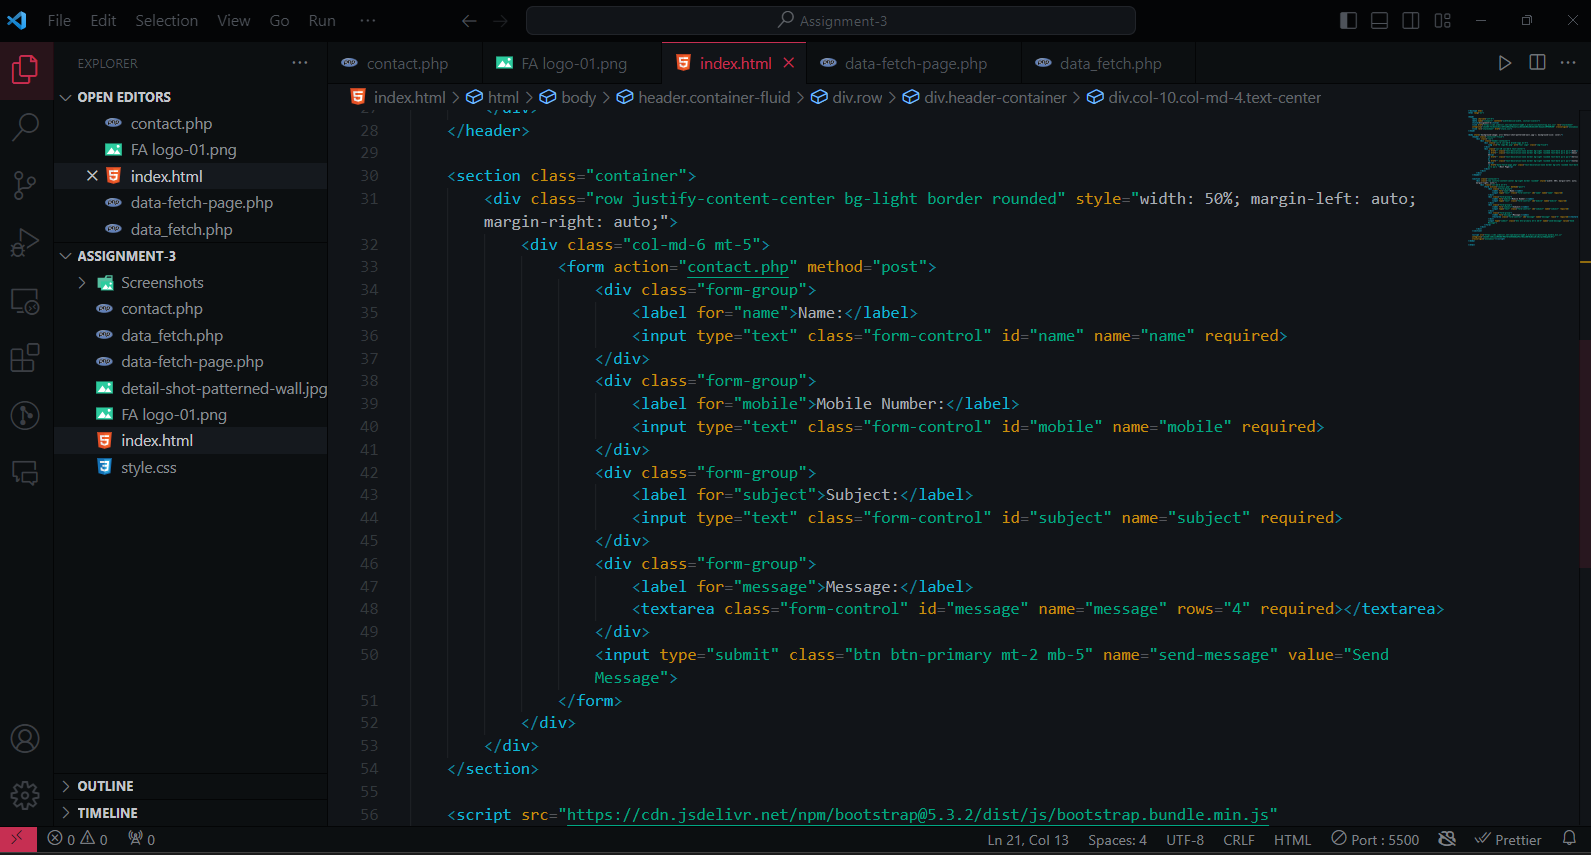 File Edit Selection View Go Run ··· Assignment-3
EXPLORER ···
OPEN EDITORS
contact.php
FA logo-01.png
index.html
data-fetch-page.php
data_fetch.php
ASSIGNMENT-3
Screenshots
contact.php
data_fetch.php
data-fetch-page.php
detail-shot-patterned-wall.jpg
FA logo-01.png
index.html
style.css
OUTLINE
TIMELINE
contact.php FA logo-01.png index.html data-fetch-page.php data_fetch.php
index.html > html > body > header.container-fluid > div.row > div.header-container > div.col-10.col-md-4.text-center
28 </header>
29
30 <section class="container">
31 <div class="row justify-content-center bg-light border rounded" style="width: 50%; margin-left: auto;
margin-right: auto;">
32 <div class="col-md-6 mt-5">
33 <form action="contact.php" method="post">
34 <div class="form-group">
35 <label for="name">Name:</label>
36 <input type="text" class="form-control" id="name" name="name" required>
37 </div>
38 <div class="form-group">
39 <label for="mobile">Mobile Number:</label>
40 <input type="text" class="form-control" id="mobile" name="mobile" required>
41 </div>
42 <div class="form-group">
43 <label for="subject">Subject:</label>
44 <input type="text" class="form-control" id="subject" name="subject" required>
45 </div>
46 <div class="form-group">
47 <label for="message">Message:</label>
48 <textarea class="form-control" id="message" name="message" rows="4" required></textarea>
49 </div>
50 <input type="submit" class="btn btn-primary mt-2 mb-5" name="send-message" value="Send
Message">
51 </form>
52 </div>
53 </div>
54 </section>
55
56 <script src="https://cdn.jsdelivr.net/npm/bootstrap@5.3.2/dist/js/bootstrap.bundle.min.js"
0 0 0 Ln 21, Col 13 Spaces: 4 UTF-8 CRLF HTML Port : 5500 Prettier